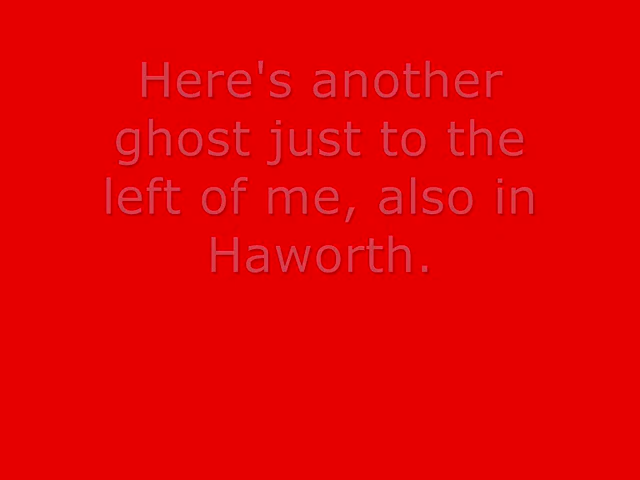 Here's another
ghost just to the
left of me, also in
Haworth.